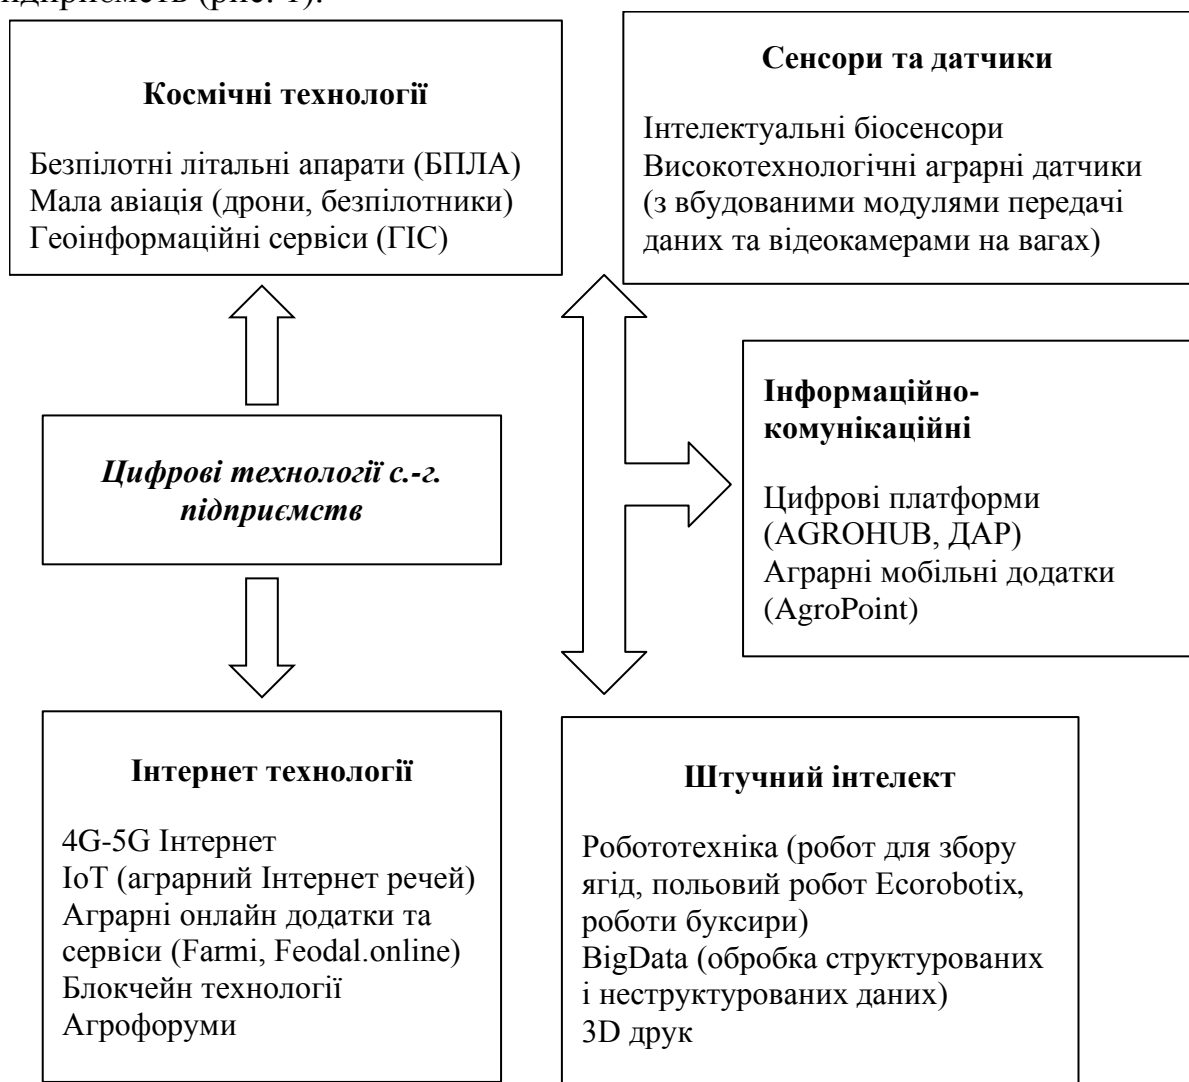 (рис. 1).
Космічні технології
Безпілотні літальні апарати (БПЛА)
Мала авіація (дрони, безпілотники)
Геоінформаційні сервіси (ГІС)
Сенсори та датчики
Інтелектуальні біосенсори
Високотехнологічні аграрні датчики
(з вбудованими модулями передачі
даних та відеокамерами на вагах)
Цифрові технології с.-г.
підприємств
Інформаційно-
комунікаційні
Цифрові платформи
(AGROHUB, ДАР)
Аграрні мобільні додатки
(AgroPoint)
Інтернет технології
4G-5G Інтернет
IoT (аграрний Інтернет речей)
Аграрні онлайн додатки та
сервіси (Farmi, Feodal.online)
Блокчейн технології
Агрофоруми
Штучний інтелект
Робототехніка (робот для збору
ягід, польовий робот Ecorobotix,
роботи буксири)
BigData (обробка структурованих
і неструктурованих даних)
3D друк